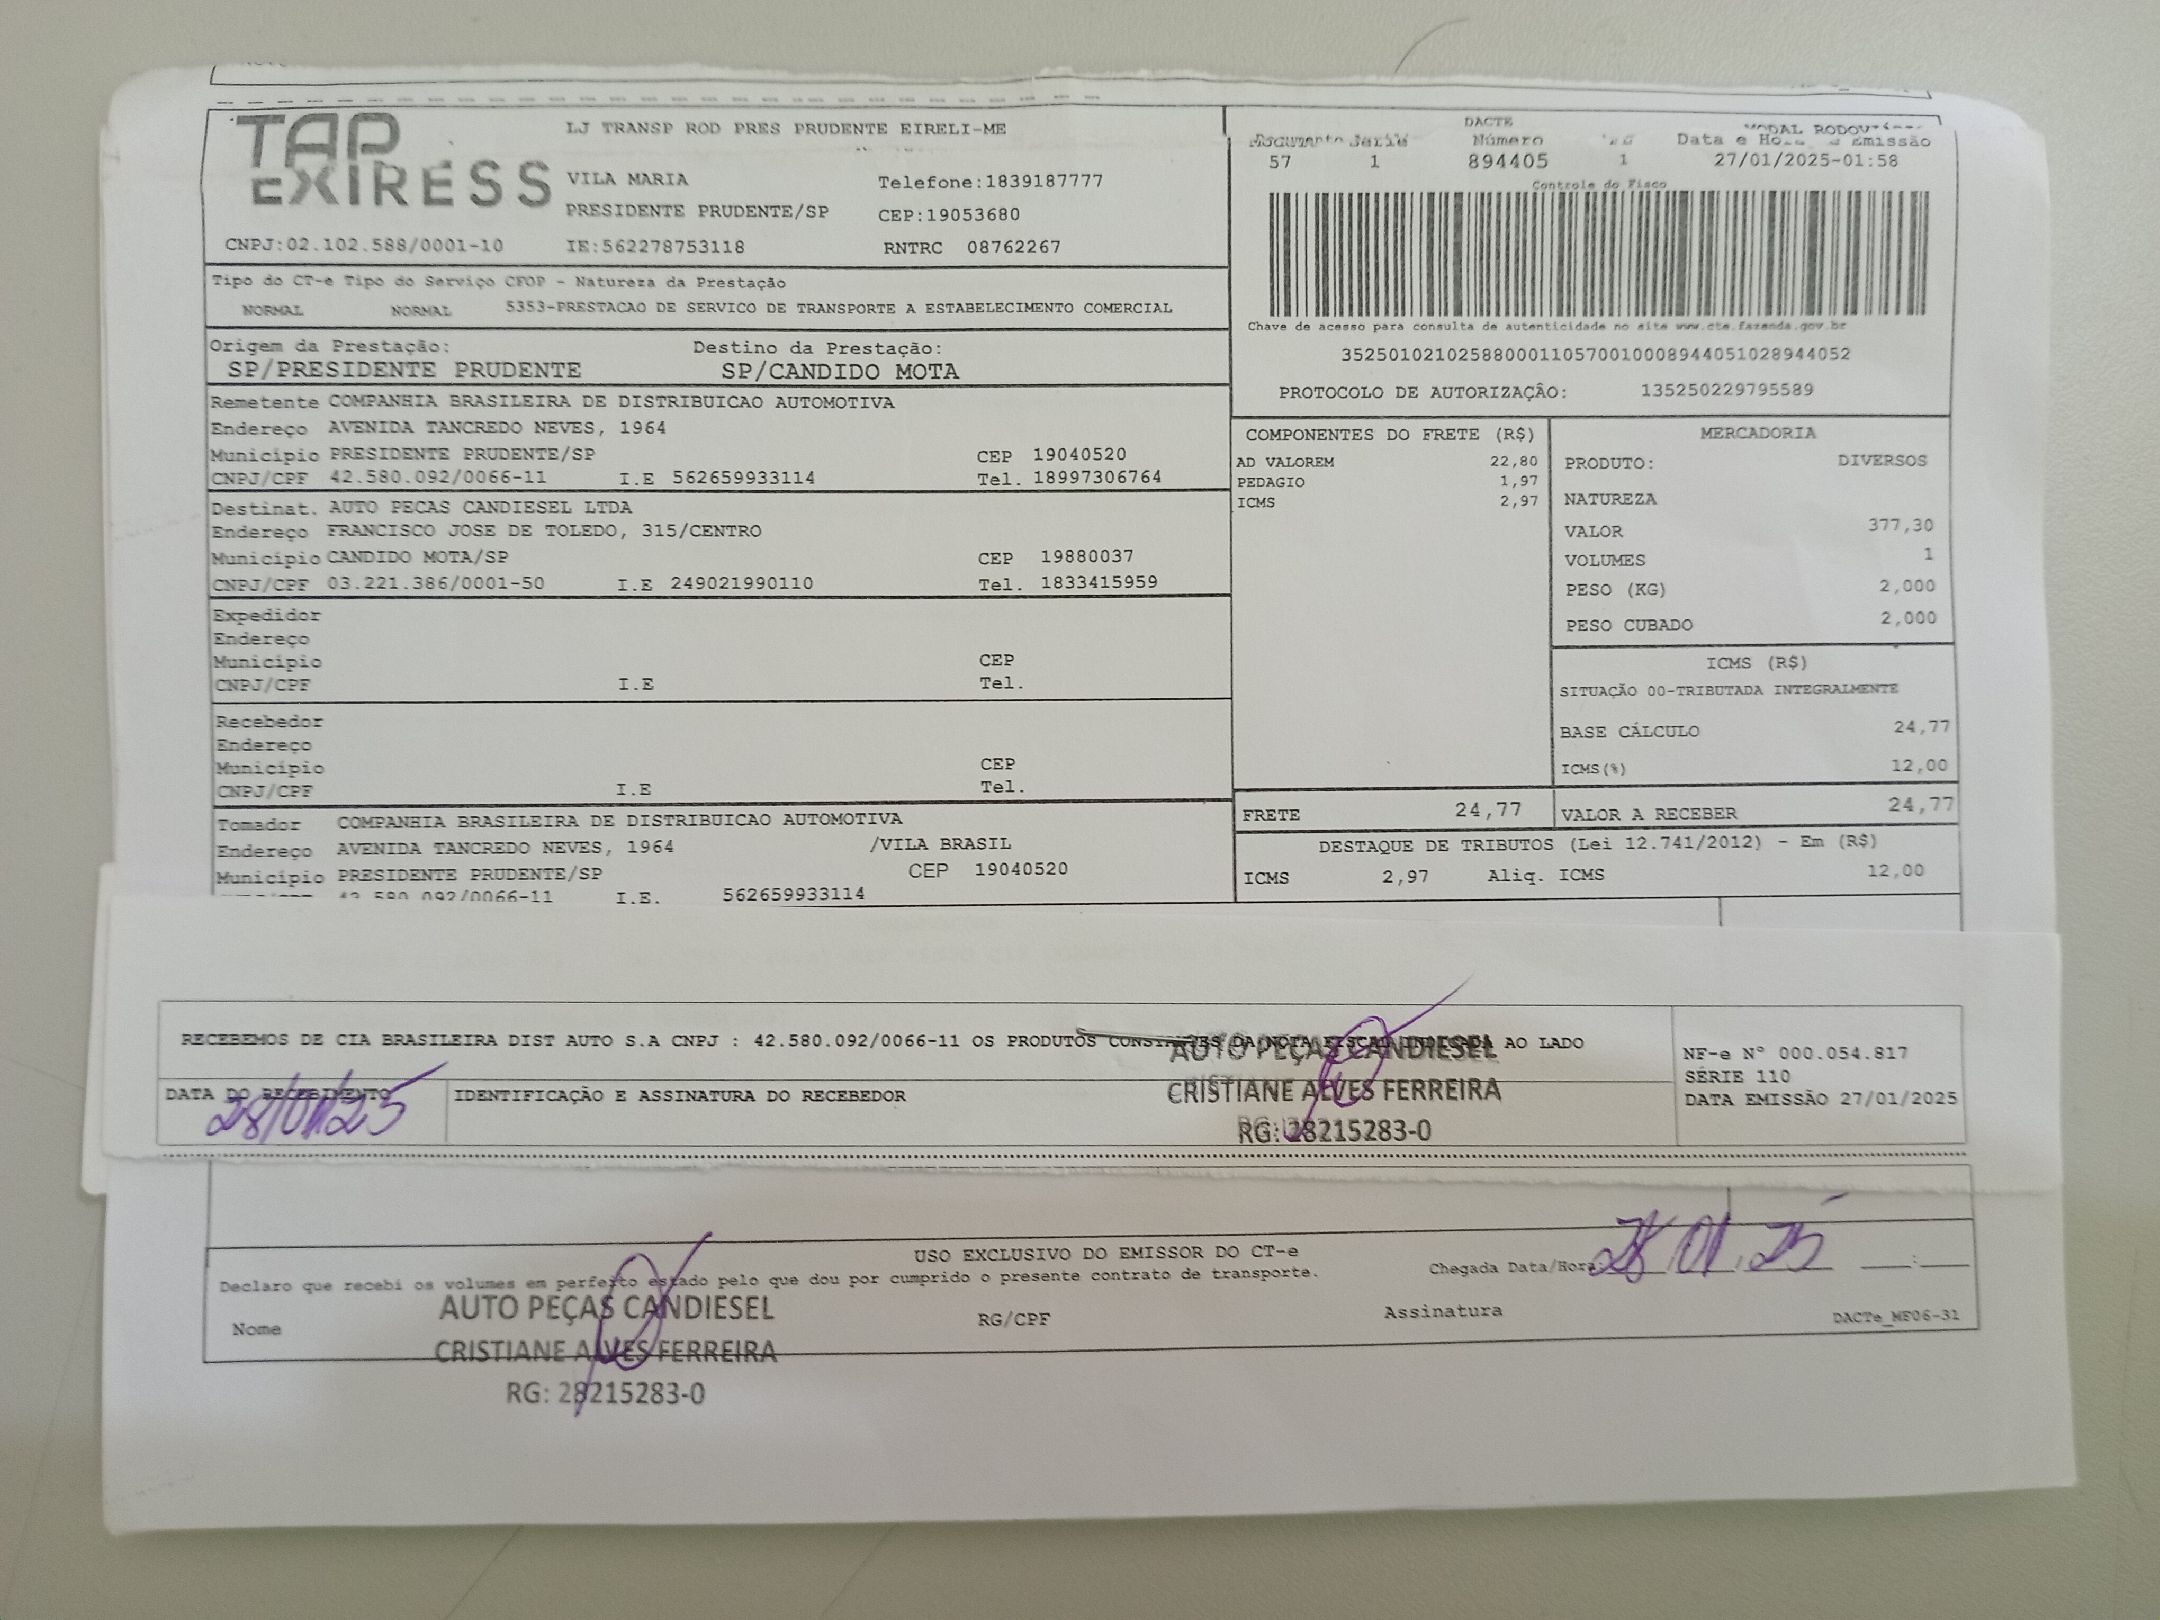 TAP
EXPRESS
LJ TRANSP ROD PRES PRUDENTE EIRELI-ME
VILA MARIA Telefone:1839187777
PRESIDENTE PRUDENTE/SP CEP:19053680
CNPJ:02.102.588/0001-10 IE:562278753118 RNTRC 08762267
DACTE
MODAL RODOVIÁRIO
Número Data e Emissão
57 1 894405 1 27/01/2025-01:58
Controle do Fisco
Chave de acesso para consulta de autenticidade no site www.cte.fazenda.gov.br
35250102102588000110570010008944051028944052
PROTOCOLO DE AUTORIZAÇÃO: 135250229795589
Tipo do CT-e Tipo do Serviço CFOP - Natureza da Prestação
NORMAL NORMAL 5353-PRESTACAO DE SERVICO DE TRANSPORTE A ESTABELECIMENTO COMERCIAL
Origem da Prestação: Destino da Prestação:
SP/PRESIDENTE PRUDENTE SP/CANDIDO MOTA
Remetente COMPANHIA BRASILEIRA DE DISTRIBUICAO AUTOMOTIVA
Endereço AVENIDA TANCREDO NEVES, 1964
Município PRESIDENTE PRUDENTE/SP CEP 19040520
CNPJ/CPF 42.580.092/0066-11 I.E 562659933114 Tel. 18997306764
Destinat. AUTO PECAS CANDIESEL LTDA
Endereço FRANCISCO JOSE DE TOLEDO, 315/CENTRO
Município CANDIDO MOTA/SP CEP 19880037
CNPJ/CPF 03.221.386/0001-50 I.E 249021990110 Tel. 1833415959
Expedidor
Endereço
Município CEP
CNPJ/CPF I.E Tel.
Recebedor
Endereço
Município CEP
CNPJ/CPF I.E Tel.
Tomador COMPANHIA BRASILEIRA DE DISTRIBUICAO AUTOMOTIVA
Endereço AVENIDA TANCREDO NEVES, 1964 /VILA BRASIL
Município PRESIDENTE PRUDENTE/SP CEP 19040520
42.580.092/0066-11 I.E. 562659933114
COMPONENTES DO FRETE (R$)
AD VALOREM 22,80
PEDAGIO 1,97
ICMS 2,97
MERCADORIA
PRODUTO: DIVERSOS
NATUREZA
VALOR 377,30
VOLUMES 1
PESO (KG) 2,000
PESO CUBADO 2,000
ICMS (R$)
SITUAÇÃO 00-TRIBUTADA INTEGRALMENTE
BASE CÁLCULO 24,77
ICMS(%) 12,00
FRETE 24,77 VALOR A RECEBER 24,77
DESTAQUE DE TRIBUTOS (Lei 12.741/2012) - Em (R$)
ICMS 2,97 Aliq. ICMS 12,00
RECEBEMOS DE CIA BRASILEIRA DIST AUTO S.A CNPJ : 42.580.092/0066-11 OS PRODUTOS CONSTANTES DA NOTA FISCAL INDICADA AO LADO
DATA DO RECEBIMENTO IDENTIFICAÇÃO E ASSINATURA DO RECEBEDOR
28/01/25
AUTO PEÇAS CANDIESEL
CRISTIANE ALVES FERREIRA
RG: 28215283-0
NF-e N° 000.054.817
SÉRIE 110
DATA EMISSÃO 27/01/2025
USO EXCLUSIVO DO EMISSOR DO CT-e
Declaro que recebi os volumes em perfeito estado pelo que dou por cumprido o presente contrato de transporte.
Chegada Data/Hora: 28/01/25
Nome RG/CPF Assinatura DACTe_MF06-31
AUTO PEÇAS CANDIESEL
CRISTIANE ALVES FERREIRA
RG: 28215283-0